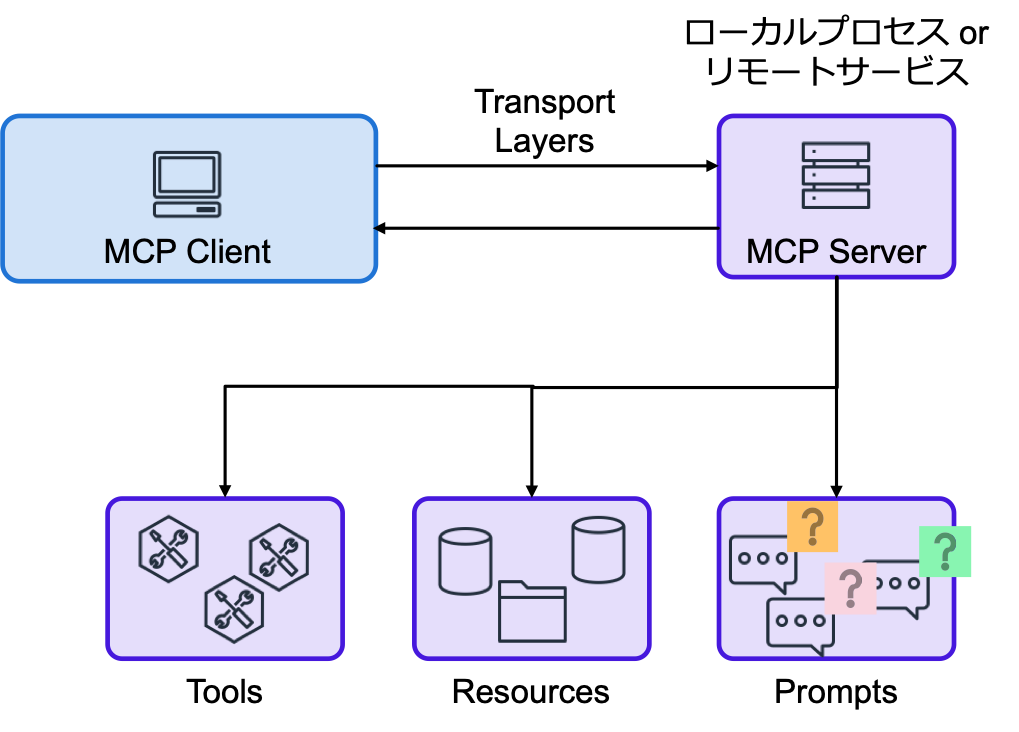 ローカルプロセス or
リモートサービス
Transport
Layers
MCP Client
MCP Server
?
?
?
Tools
Resources
Prompts